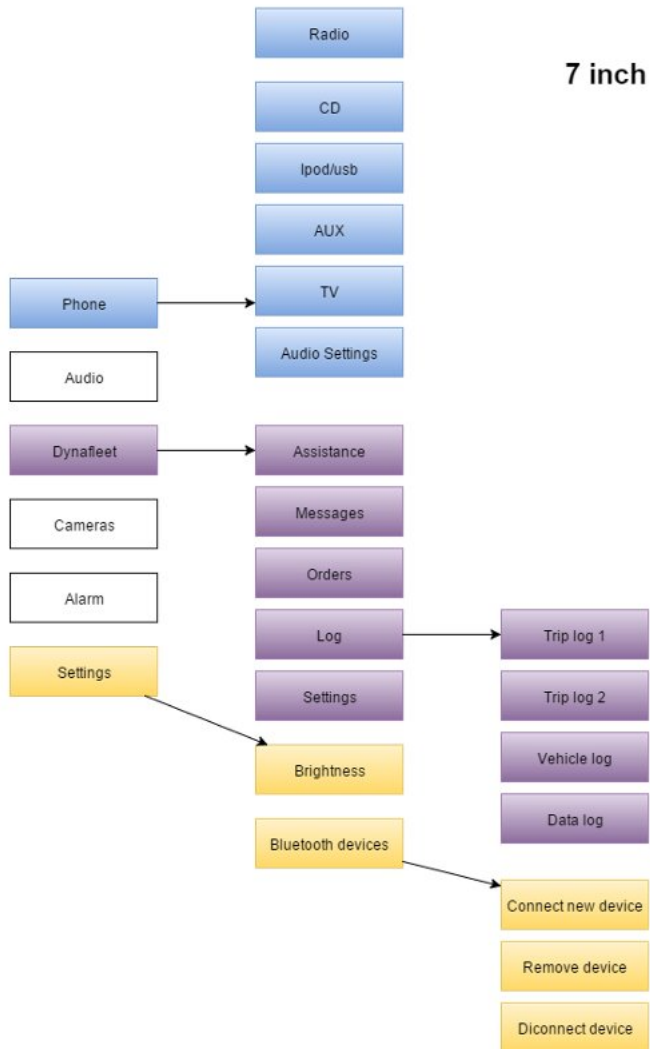 Radio
7 inch
CD
Ipod/usb
AUX
TV
Phone
Audio Settings
Audio
Dynafleet
Assistance
Messages
Cameras
Orders
Alarm
Log
Trip log 1
Settings
Settings
Trip log 2
Brightness
Vehicle log
Data log
Bluetooth devices
Connect new device
Remove device
Diconnect device